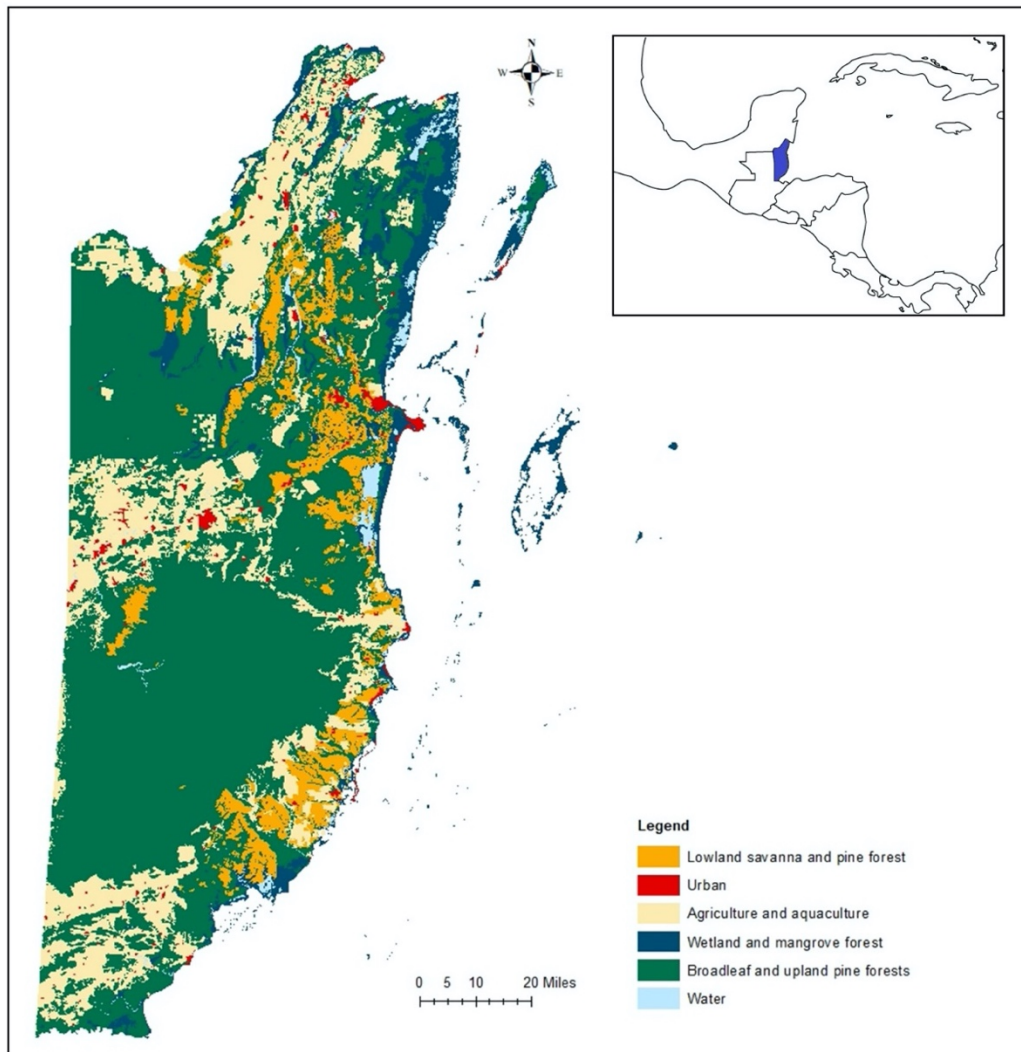 N
W E
S
Legend
Lowland savanna and pine forest
Urban
Agriculture and aquaculture
Wetland and mangrove forest
Broadleaf and upland pine forests
Water
0 5 10 20 Miles